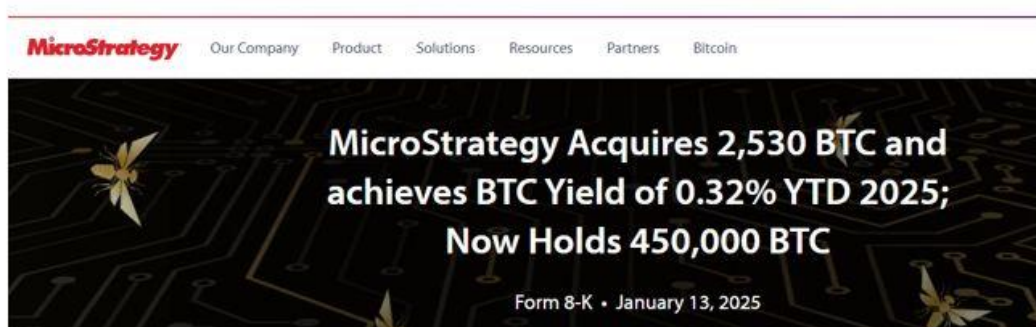 MicroStrategy Our Company Product Solutions Resources Partners Bitcoin
MicroStrategy Acquires 2,530 BTC and
achieves BTC Yield of 0.32% YTD 2025;
Now Holds 450,000 BTC
Form 8-K • January 13, 2025